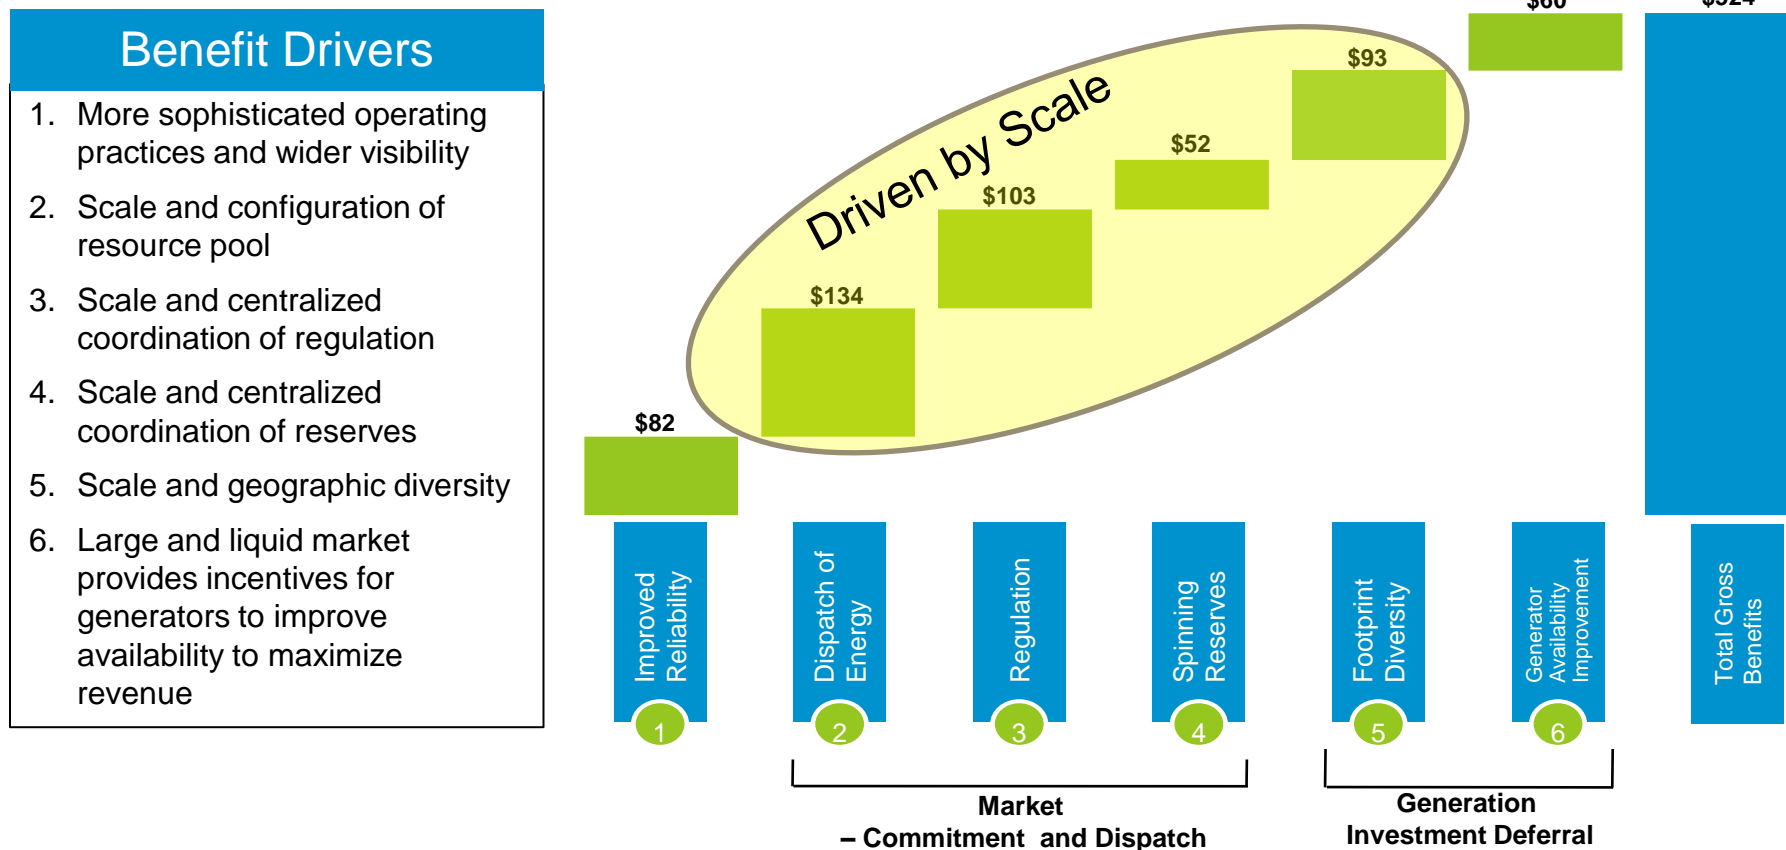 Benefit Drivers
1. More sophisticated operating
practices and wider visibility
2. Scale and configuration of
resource pool
3. Scale and centralized
coordination of regulation
4. Scale and centralized
coordination of reserves
5. Scale and geographic diversity
6. Large and liquid market
provides incentives for
generators to improve
availability to maximize
revenue
Driven by Scale
$82
$134
$103
$52
$93
$60
$524
Improved
Reliability
Dispatch of
Energy
Regulation
Spinning
Reserves
Footprint
Diversity
Generator
Availability
Improvement
Total Gross
Benefits
1
2
3
4
5
6
Market
– Commitment and Dispatch
Generation
Investment Deferral